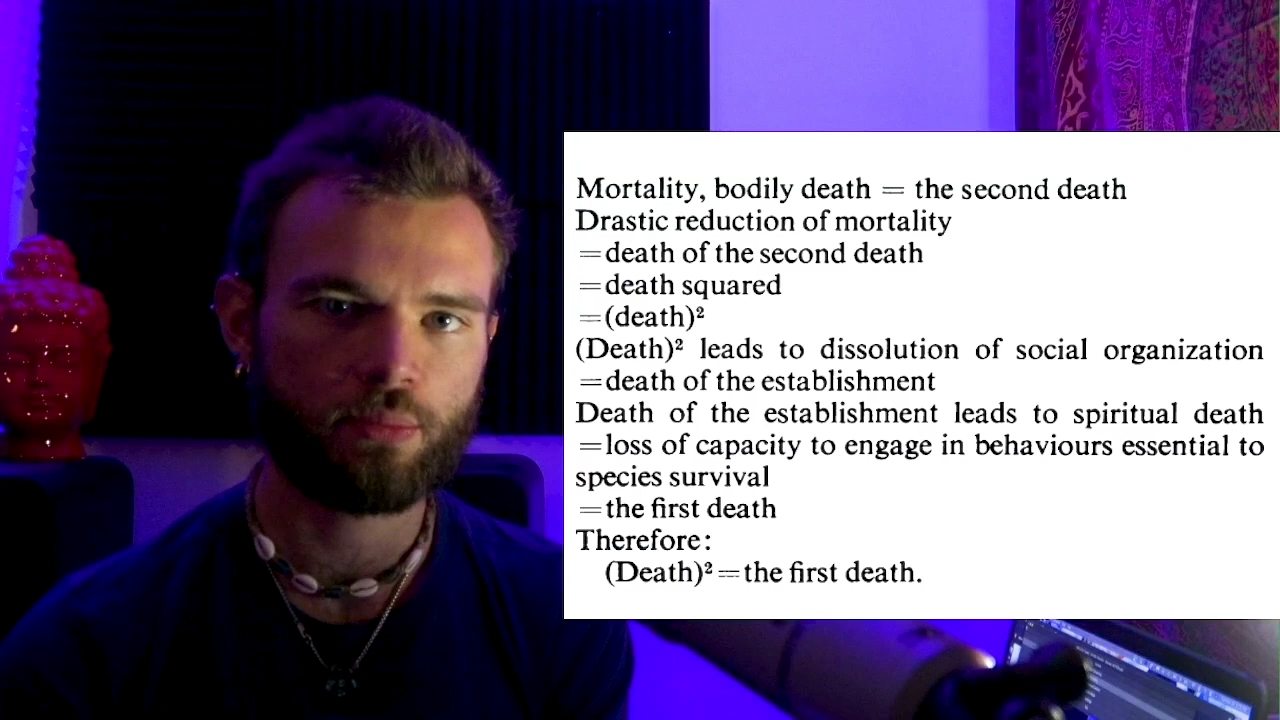 Mortality, bodily death = the second death
Drastic reduction of mortality
=death of the second death
=death squared
=(death)²
(Death)² leads to dissolution of social organization
=death of the establishment
Death of the establishment leads to spiritual death
=loss of capacity to engage in behaviours essential to
species survival
=the first death
Therefore:
(Death)²=the first death.